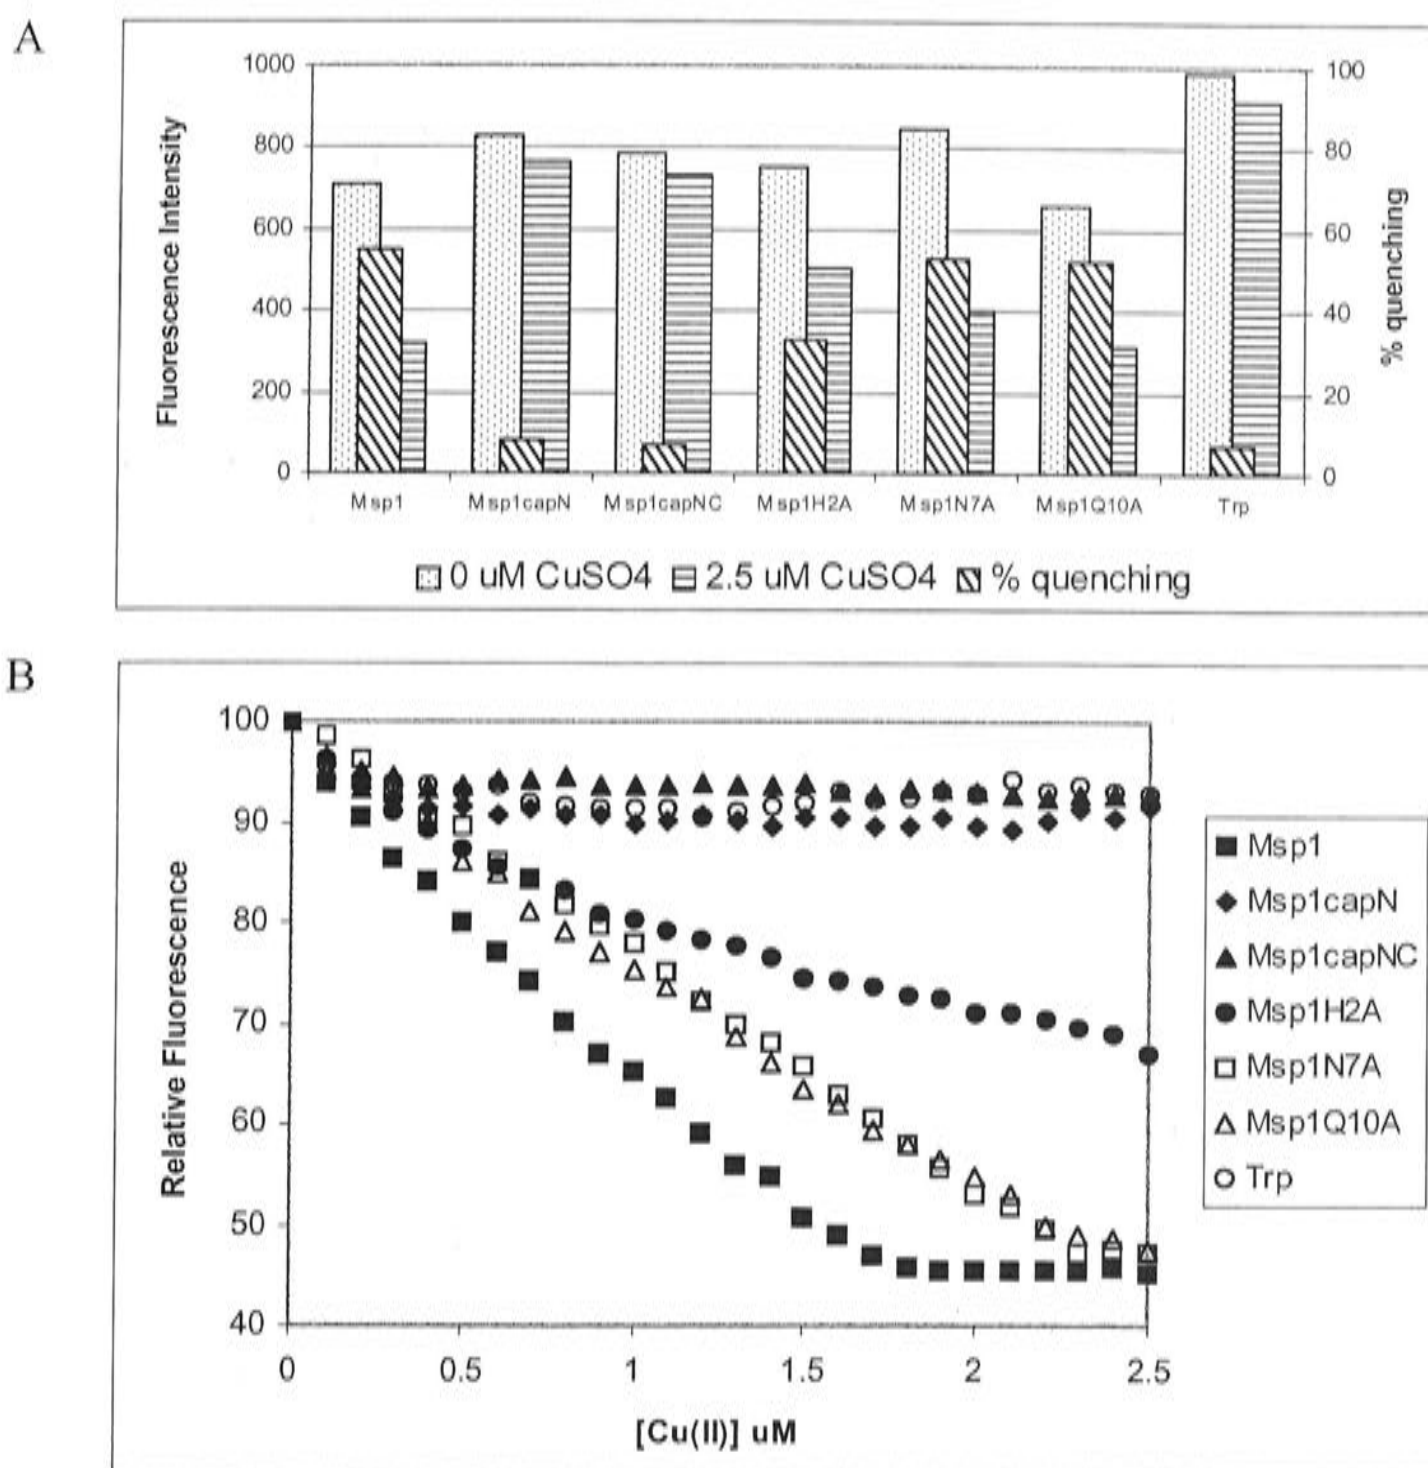 A
1000
800
600
400
200
0
Fluorescence Intensity
100
80
60
40
20
0
% quenching
Msp1 Msp1capN Msp1capNC Msp1H2A Msp1N7A Msp1Q10A Trp
0 uM CuSO4 2.5 uM CuSO4 % quenching
B
100
90
80
70
60
50
40
Relative Fluorescence
0 0.5 1 1.5 2 2.5
[Cu(II)] uM
Msp1
Msp1capN
Msp1capNC
Msp1H2A
Msp1N7A
Msp1Q10A
Trp